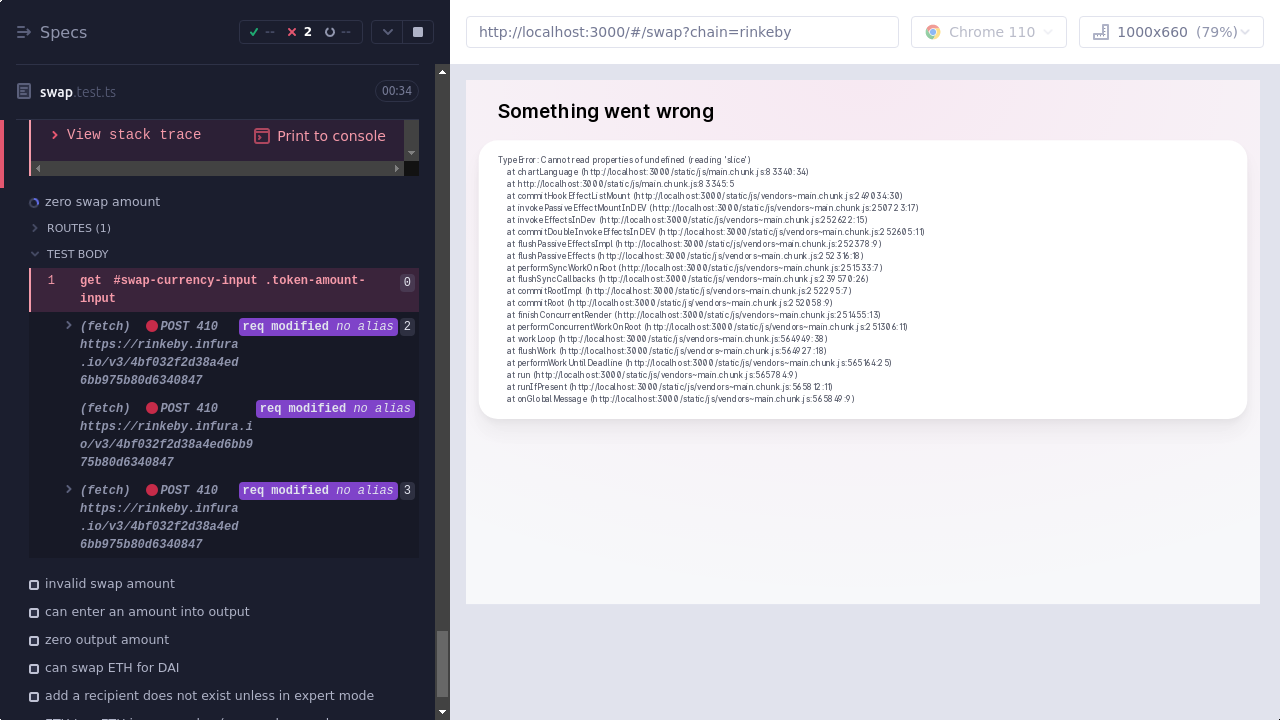 Specs
-- 2 --
swap.test.ts
00:34
View stack trace
Print to console
zero swap amount
ROUTES (1)
TEST BODY
1 get #swap-currency-input .token-amount-
input
0
(fetch) POST 410 req modified no alias 2
https://rinkeby.infura
.io/v3/4bf032f2d38a4ed
6bb975b80d6340847
(fetch) POST 410 req modified no alias
https://rinkeby.infura.i
o/v3/4bf032f2d38a4ed6bb9
75b80d6340847
(fetch) POST 410 req modified no alias 3
https://rinkeby.infura
.io/v3/4bf032f2d38a4ed
6bb975b80d6340847
invalid swap amount
can enter an amount into output
zero output amount
can swap ETH for DAI
add a recipient does not exist unless in expert mode
http://localhost:3000/#/swap?chain=rinkeby
Chrome 110
1000x660 (79%)
Something went wrong
TypeError: Cannot read properties of undefined (reading 'slice')
at chartLanguage (http://localhost:3000/static/js/main.chunk.js:83340:34)
at http://localhost:3000/static/js/main.chunk.js:83345:5
at commitHookEffectListMount (http://localhost:3000/static/js/vendors~main.chunk.js:249034:30)
at invokePassiveEffectMountInDEV (http://localhost:3000/static/js/vendors~main.chunk.js:250723:17)
at invokeEffectsInDev (http://localhost:3000/static/js/vendors~main.chunk.js:252622:15)
at commitDoubleInvokeEffectsInDEV (http://localhost:3000/static/js/vendors~main.chunk.js:252605:11)
at flushPassiveEffectsImpl (http://localhost:3000/static/js/vendors~main.chunk.js:252378:9)
at flushPassiveEffects (http://localhost:3000/static/js/vendors~main.chunk.js:252316:18)
at performSyncWorkOnRoot (http://localhost:3000/static/js/vendors~main.chunk.js:251533:7)
at flushSyncCallbacks (http://localhost:3000/static/js/vendors~main.chunk.js:239570:26)
at commitRootImpl (http://localhost:3000/static/js/vendors~main.chunk.js:252295:7)
at commitRoot (http://localhost:3000/static/js/vendors~main.chunk.js:252058:9)
at finishConcurrentRender (http://localhost:3000/static/js/vendors~main.chunk.js:251455:13)
at performConcurrentWorkOnRoot (http://localhost:3000/static/js/vendors~main.chunk.js:251306:11)
at workLoop (http://localhost:3000/static/js/vendors~main.chunk.js:564949:38)
at flushWork (http://localhost:3000/static/js/vendors~main.chunk.js:564927:18)
at performWorkUntilDeadline (http://localhost:3000/static/js/vendors~main.chunk.js:565164:25)
at run (http://localhost:3000/static/js/vendors~main.chunk.js:565784:9)
at runIfPresent (http://localhost:3000/static/js/vendors~main.chunk.js:565812:11)
at onGlobalMessage (http://localhost:3000/static/js/vendors~main.chunk.js:565849:9)